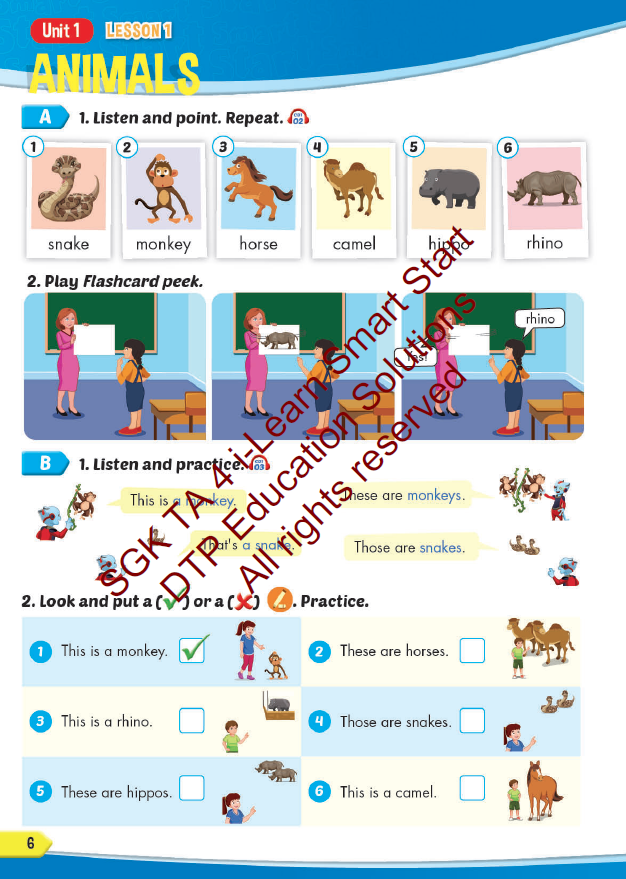 Unit 1 LESSON 1
ANIMALS
A 1. Listen and point. Repeat. CD1 02
1 2 3 4 5 6
snake monkey horse camel hippo rhino
2. Play Flashcard peek.
rhino
Yes!
B 1. Listen and practice. CD1 03
This is a monkey. These are monkeys.
That's a snake. Those are snakes.
2. Look and put a (✓) or a (✗). Practice.
1 This is a monkey. ✓ 2 These are horses.
3 This is a rhino. 4 Those are snakes.
5 These are hippos. 6 This is a camel.
6
SGK TA 4 i-Learn Smart Start
DTP Education Solutions
All rights reserved